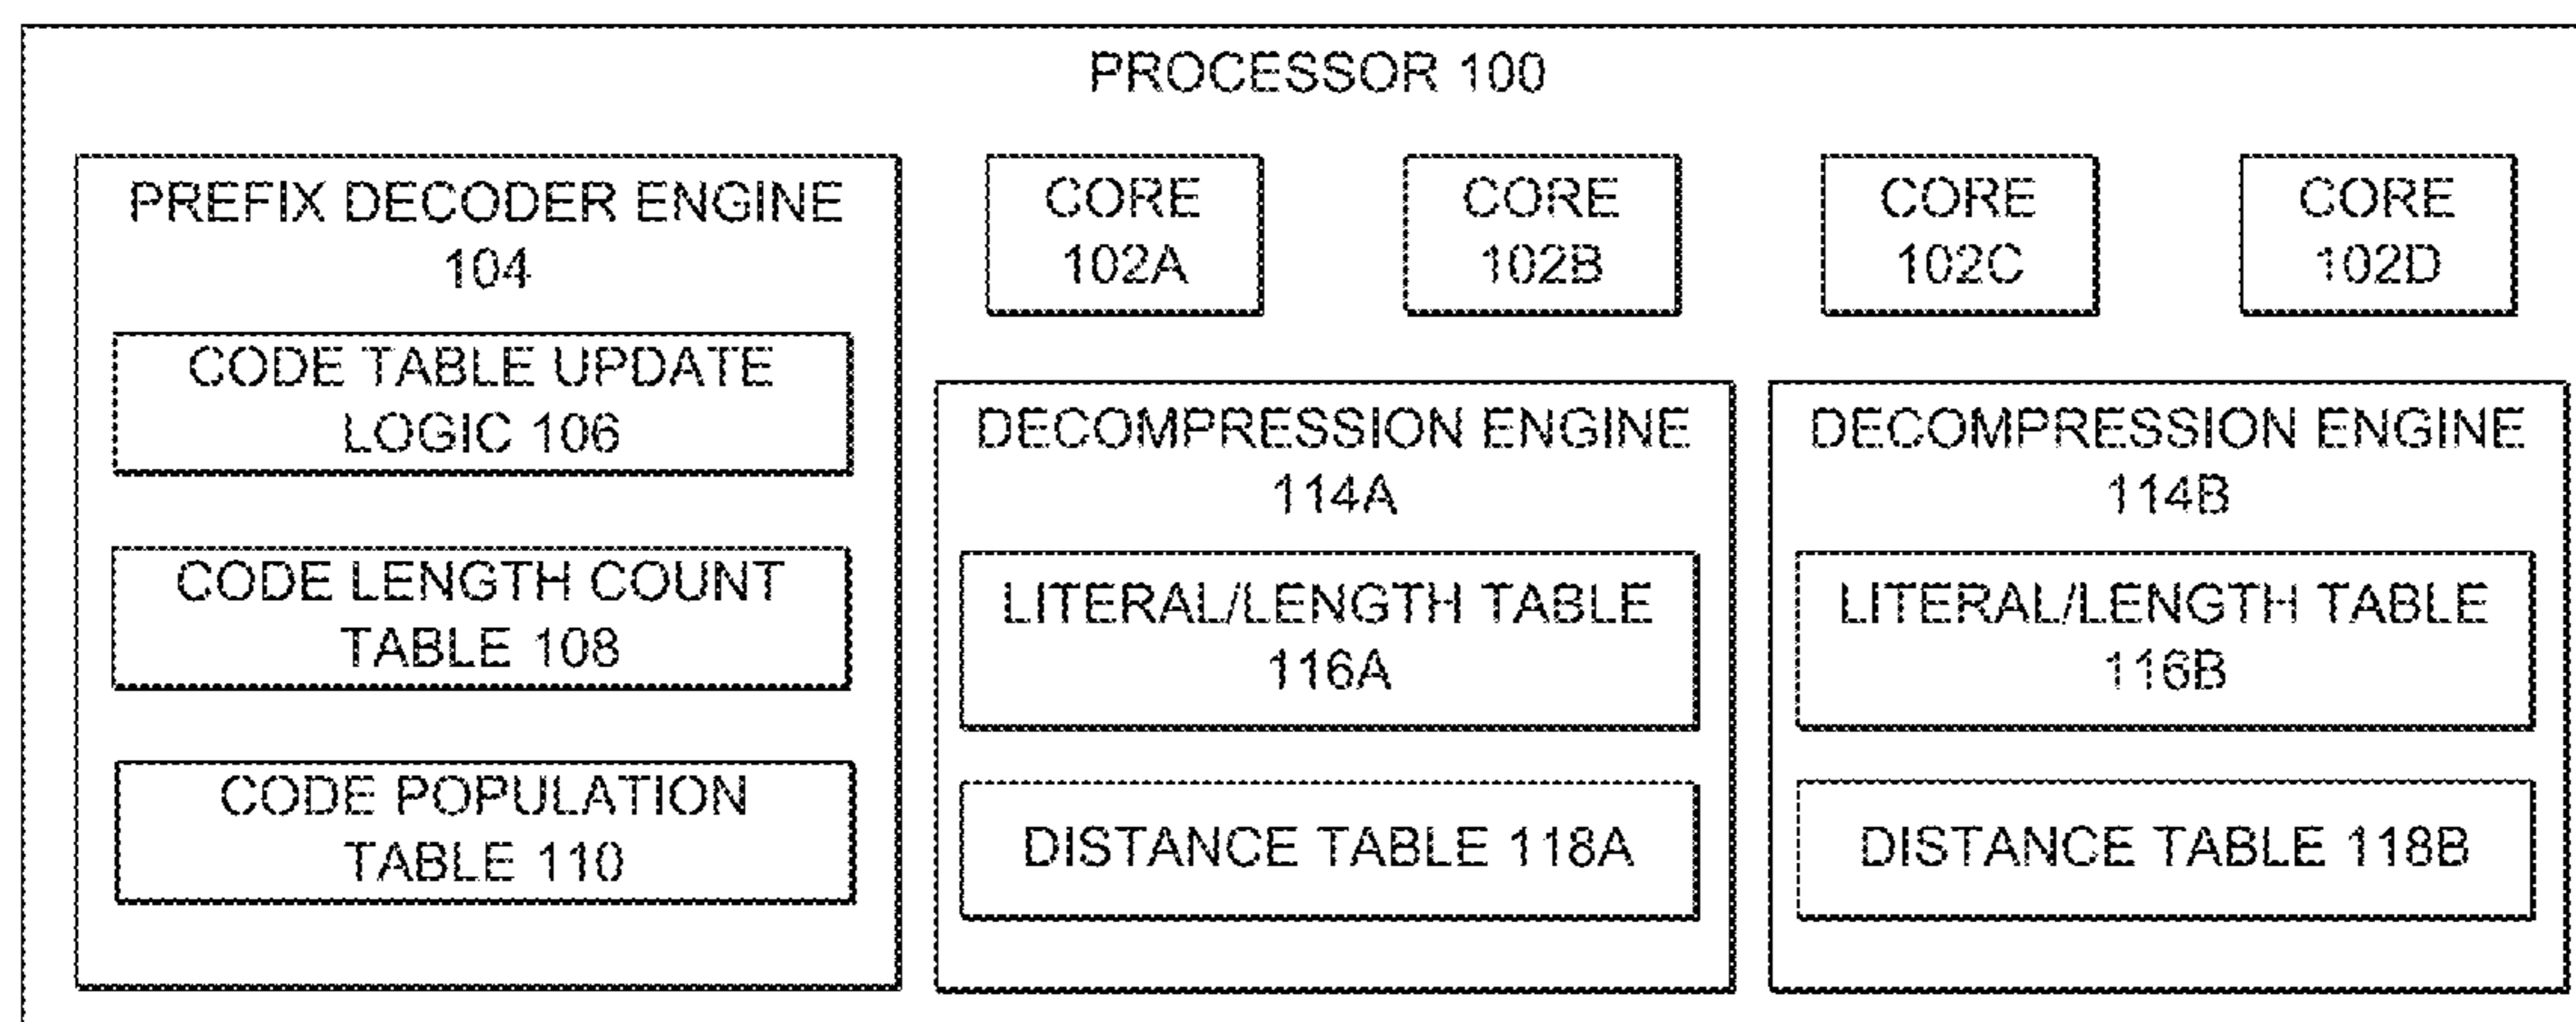 PROCESSOR 100
PREFIX DECODER ENGINE
104
CODE TABLE UPDATE
LOGIC 106
CODE LENGTH COUNT
TABLE 108
CODE POPULATION
TABLE 110
CORE
102A
CORE
102B
CORE
102C
CORE
102D
DECOMPRESSION ENGINE
114A
LITERAL/LENGTH TABLE
116A
DISTANCE TABLE 118A
DECOMPRESSION ENGINE
114B
LITERAL/LENGTH TABLE
116B
DISTANCE TABLE 118B